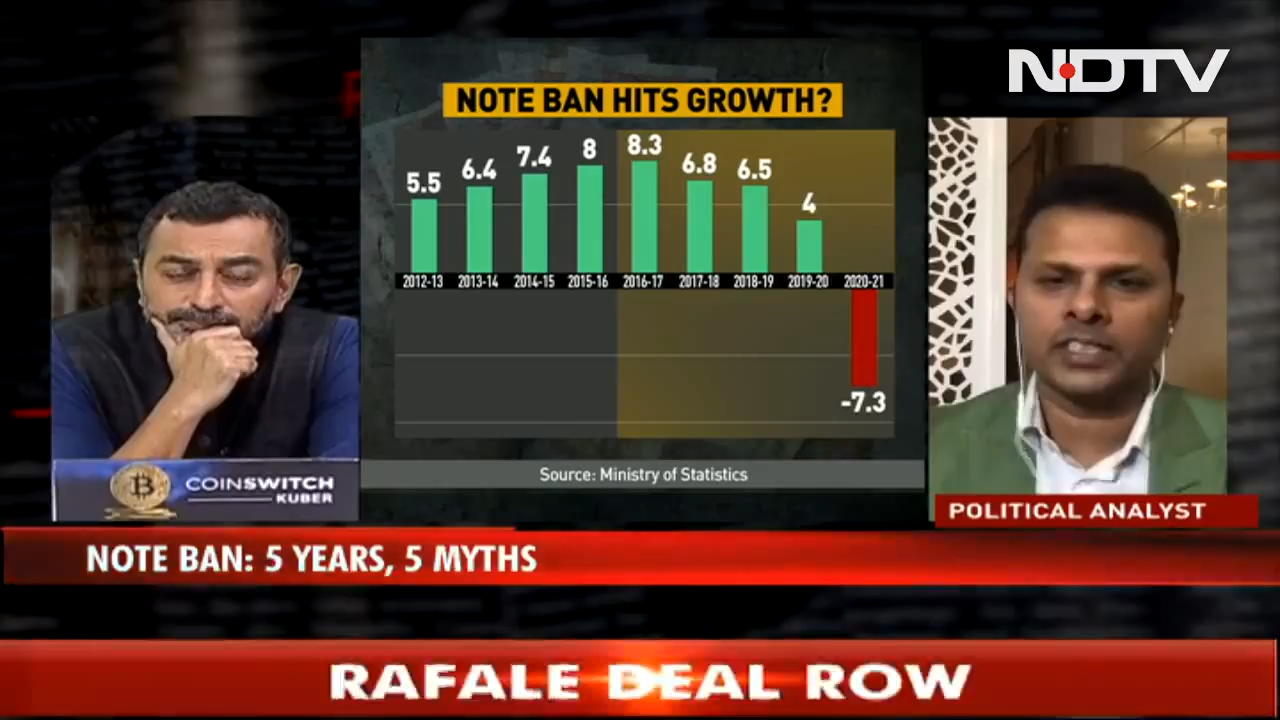 NDTV
NOTE BAN HITS GROWTH?
5.5
6.4
7.4
8
8.3
6.8
6.5
4
2012-13
2013-14
2014-15
2015-16
2016-17
2017-18
2018-19
2019-20
2020-21
-7.3
Source: Ministry of Statistics
B
COINSWITCH
KUBER
POLITICAL ANALYST
NOTE BAN: 5 YEARS, 5 MYTHS
RAFALE DEAL ROW